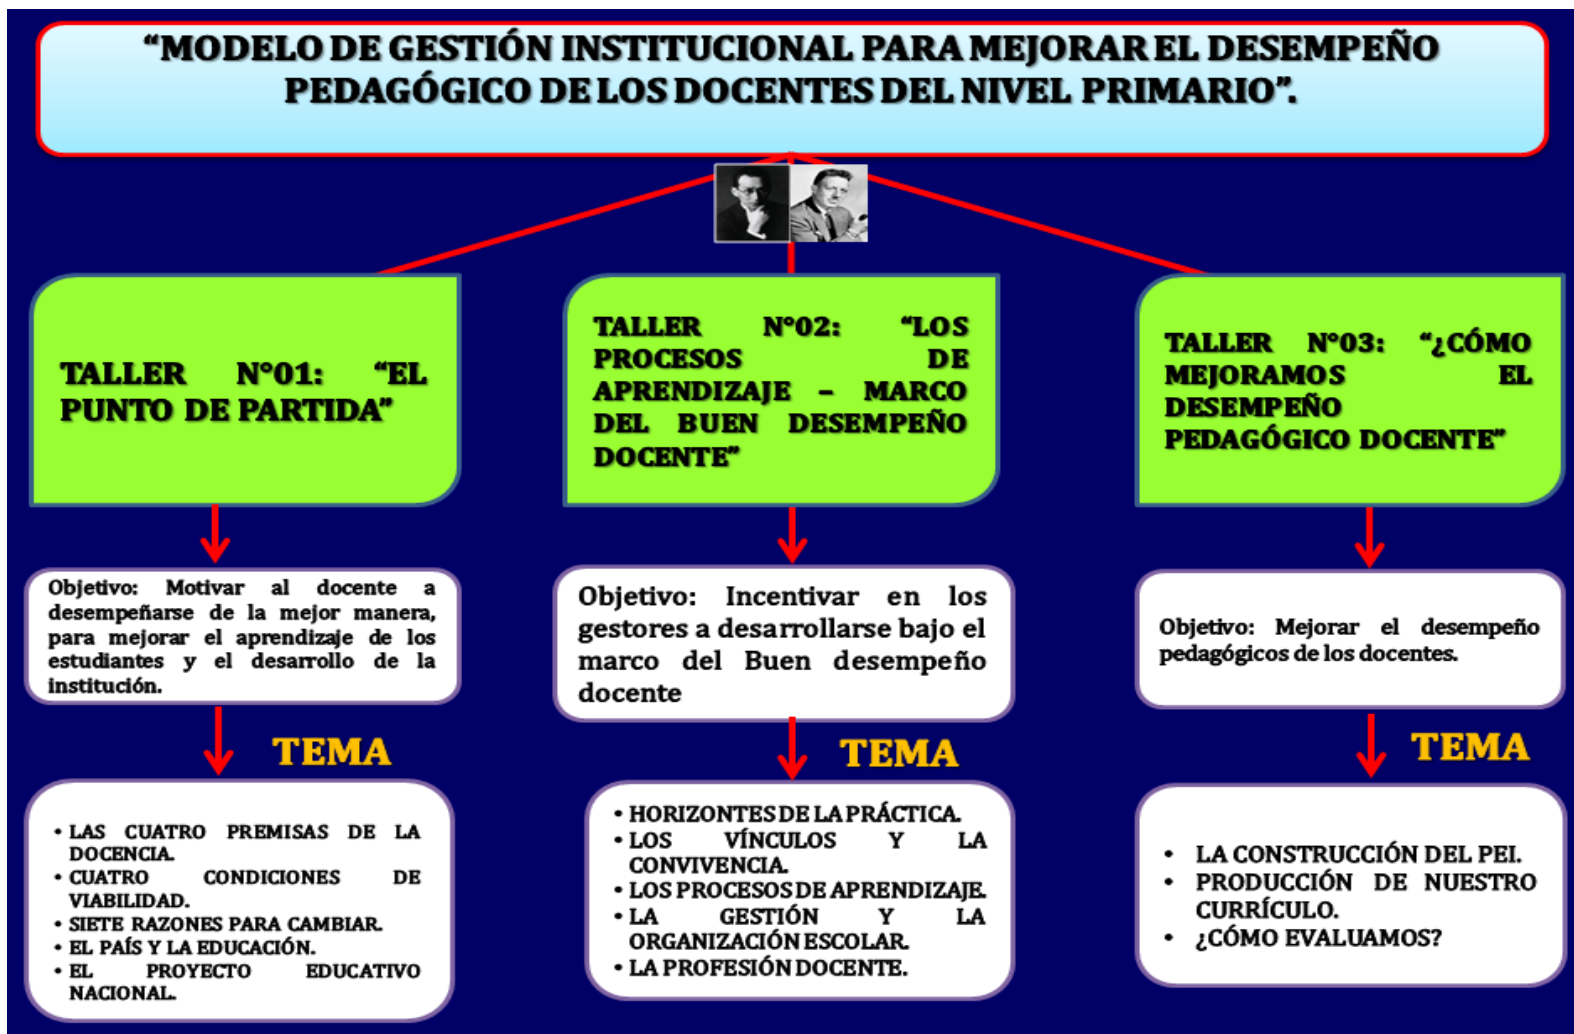 “MODELO DE GESTIÓN INSTITUCIONAL PARA MEJORAR EL DESEMPEÑO
PEDAGÓGICO DE LOS DOCENTES DEL NIVEL PRIMARIO”.
TALLER N°01: “EL
PUNTO DE PARTIDA”
Objetivo: Motivar al docente a
desempeñarse de la mejor manera,
para mejorar el aprendizaje de los
estudiantes y el desarrollo de la
institución.
TEMA
• LAS CUATRO PREMISAS DE LA
DOCENCIA.
• CUATRO CONDICIONES DE
VIABILIDAD.
• SIETE RAZONES PARA CAMBIAR.
• EL PAÍS Y LA EDUCACIÓN.
• EL PROYECTO EDUCATIVO
NACIONAL.
TALLER N°02: “LOS
PROCESOS DE
APRENDIZAJE – MARCO
DEL BUEN DESEMPEÑO
DOCENTE”
Objetivo: Incentivar en los
gestores a desarrollarse bajo el
marco del Buen desempeño
docente
TEMA
• HORIZONTES DE LA PRÁCTICA.
• LOS VÍNCULOS Y LA
CONVIVENCIA.
• LOS PROCESOS DE APRENDIZAJE.
• LA GESTIÓN Y LA
ORGANIZACIÓN ESCOLAR.
• LA PROFESIÓN DOCENTE.
TALLER N°03: “¿CÓMO
MEJORAMOS EL
DESEMPEÑO
PEDAGÓGICO DOCENTE”
Objetivo: Mejorar el desempeño
pedagógicos de los docentes.
TEMA
• LA CONSTRUCCIÓN DEL PEI.
• PRODUCCIÓN DE NUESTRO
CURRÍCULO.
• ¿CÓMO EVALUAMOS?